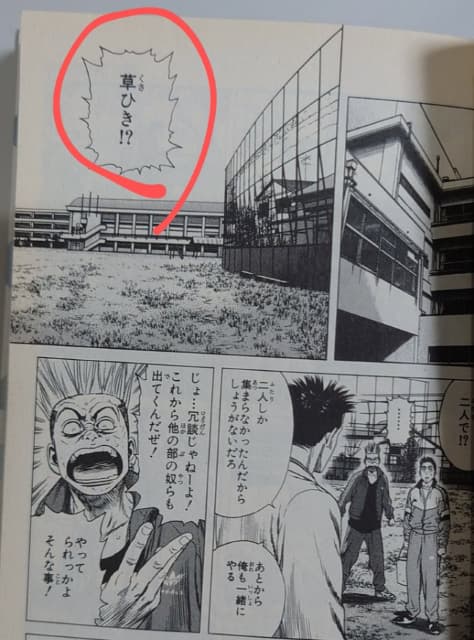 草ひき!?
二人で!?
………
二人しか
集まらなかったんだから
しょうがないだろ
あとから
俺も一緒に
やる
じょ…冗談じゃねーよ!
これから他の部の奴らも
出てくんだぜ!
やって
られっかよ
そんな事!